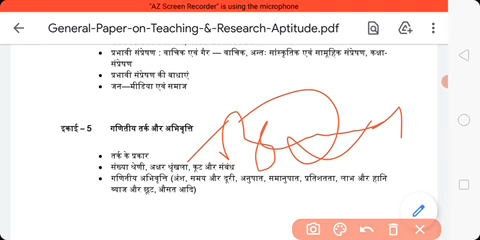 "AZ Screen Recorder" is using the microphone
General-Paper-on-Teaching-&-Research-Aptitude.pdf
• प्रभावी संप्रेषण : वाचिक एवं गैर — वाचिक, अन्तः सांस्कृतिक एवं सामूहिक संप्रेषण, कक्षा-
संप्रेषण
• प्रभावी संप्रेषण की बाधाएं
• जन—मीडिया एवं समाज
इकाई – 5 गणितीय तर्क और अभिवृत्ति
• तर्क के प्रकार
• संख्या श्रेणी, अक्षर श्रृंखला, कूट और संबंध
• गणितीय अभिवृत्ति (अंश, समय और दूरी, अनुपात, समानुपात, प्रतिशतता, लाभ और हानि
ब्याज और छूट, औसत आदि)